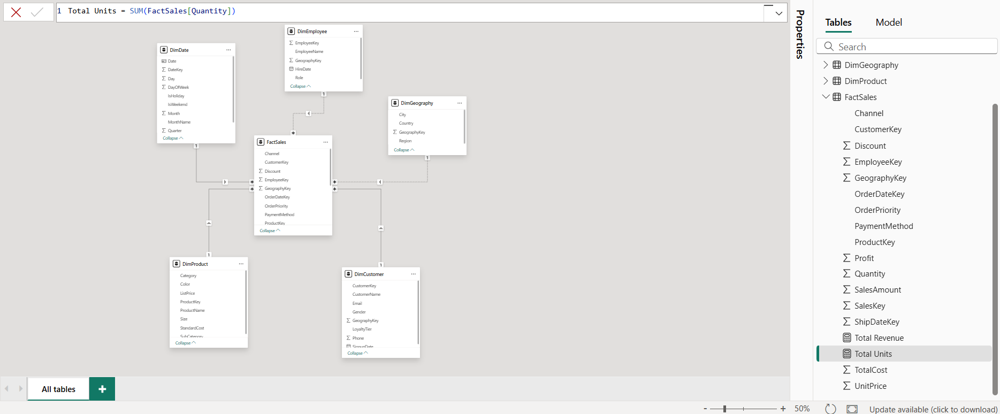 1 Total Units = SUM(FactSales[Quantity])
DimEmployee
EmployeeKey
EmployeeName
GeographyKey
HireDate
Role
Collapse
1
DimDate
Date
DateKey
Day
DayOfWeek
IsHoliday
IsWeekend
Month
MonthName
Quarter
Collapse
1
DimGeography
City
Country
GeographyKey
Region
Collapse
1
*
FactSales
Channel
CustomerKey
Discount
EmployeeKey
GeographyKey
OrderDateKey
OrderPriority
PaymentMethod
ProductKey
Collapse
*
*
*
*
1
DimProduct
Category
Color
ListPrice
ProductKey
ProductName
Size
StandardCost
SubCategory
Collapse
1
DimCustomer
CustomerKey
CustomerName
Email
Gender
GeographyKey
LoyaltyTier
Phone
SignupDate
Collapse
All tables
+
Properties
Tables Model
Search
DimGeography
DimProduct
FactSales
Channel
CustomerKey
Discount
EmployeeKey
GeographyKey
OrderDateKey
OrderPriority
PaymentMethod
ProductKey
Profit
Quantity
SalesAmount
SalesKey
ShipDateKey
Total Revenue
Total Units
TotalCost
UnitPrice
- + 50% Update available (click to download)